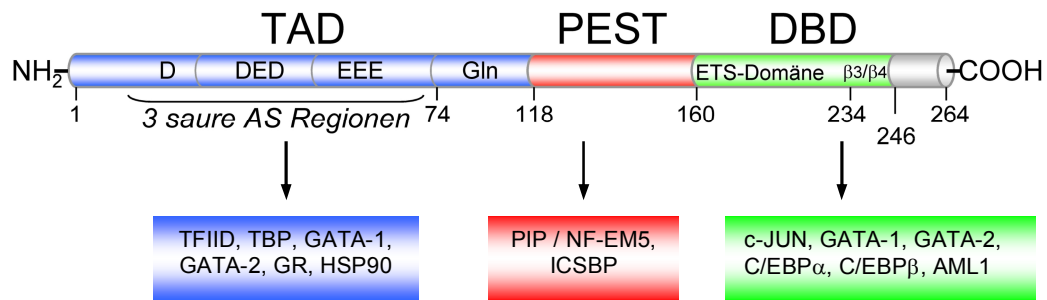 TAD PEST DBD
NH2 D DED EEE Gln ETS-Domäne β3/β4 COOH
1 74 118 160 234 246 264
3 saure AS Regionen
TFIID, TBP, GATA-1,
GATA-2, GR, HSP90
PIP / NF-EM5,
ICSBP
c-JUN, GATA-1, GATA-2,
C/EBPα, C/EBPβ, AML1